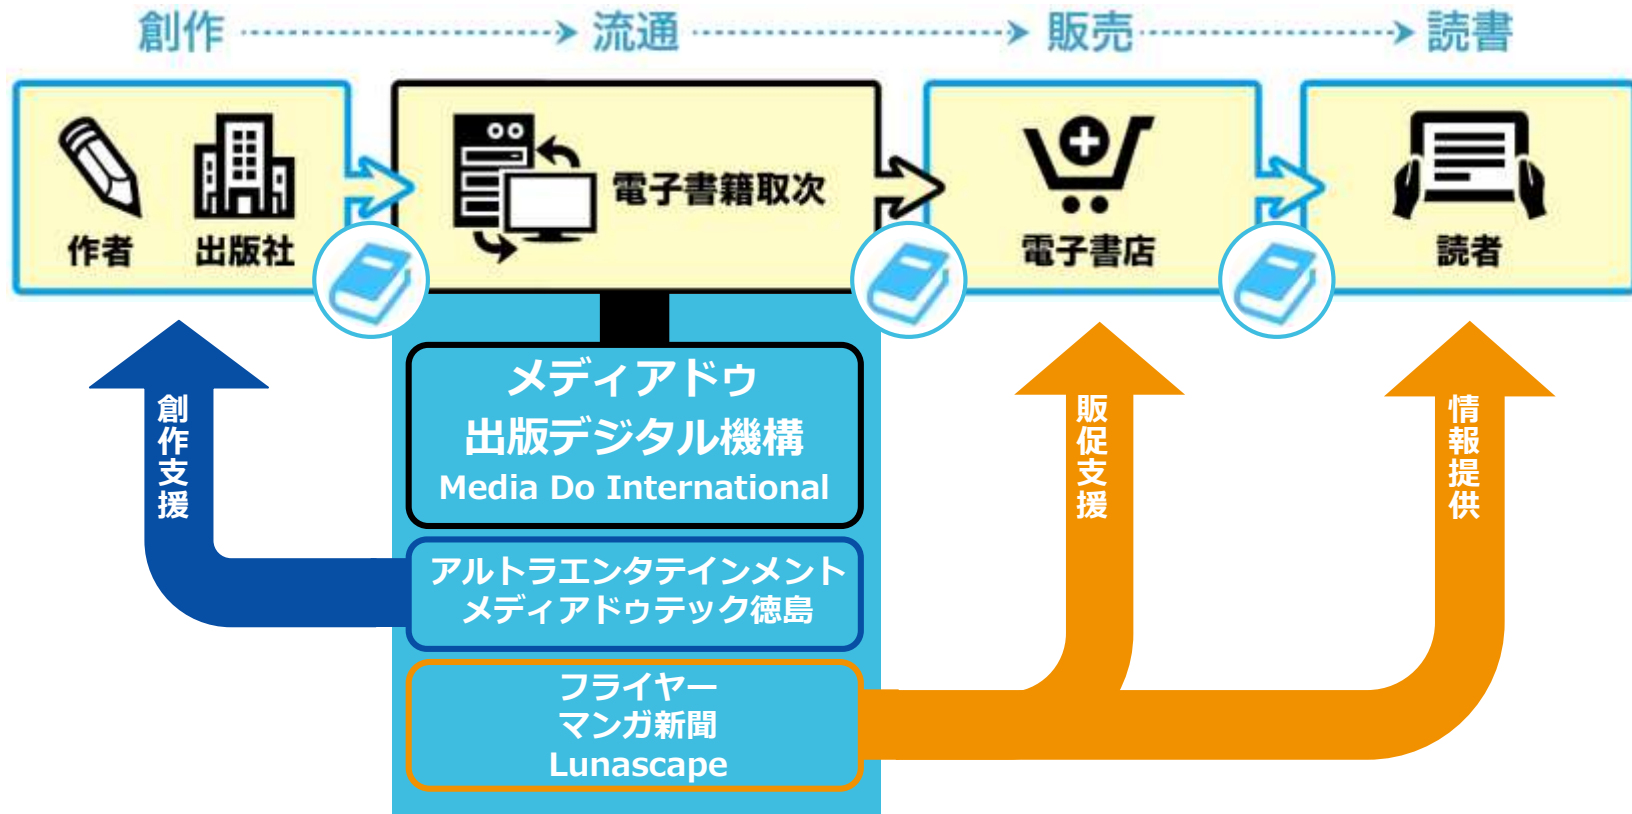 創作
流通
販売
読書
作者
出版社
電子書籍取次
電子書店
読者
創作支援
メディアドゥ
出版デジタル機構
Media Do International
アルトラエンタテインメント
メディアドゥテック徳島
フライヤー
マンガ新聞
Lunascape
販促支援
情報提供